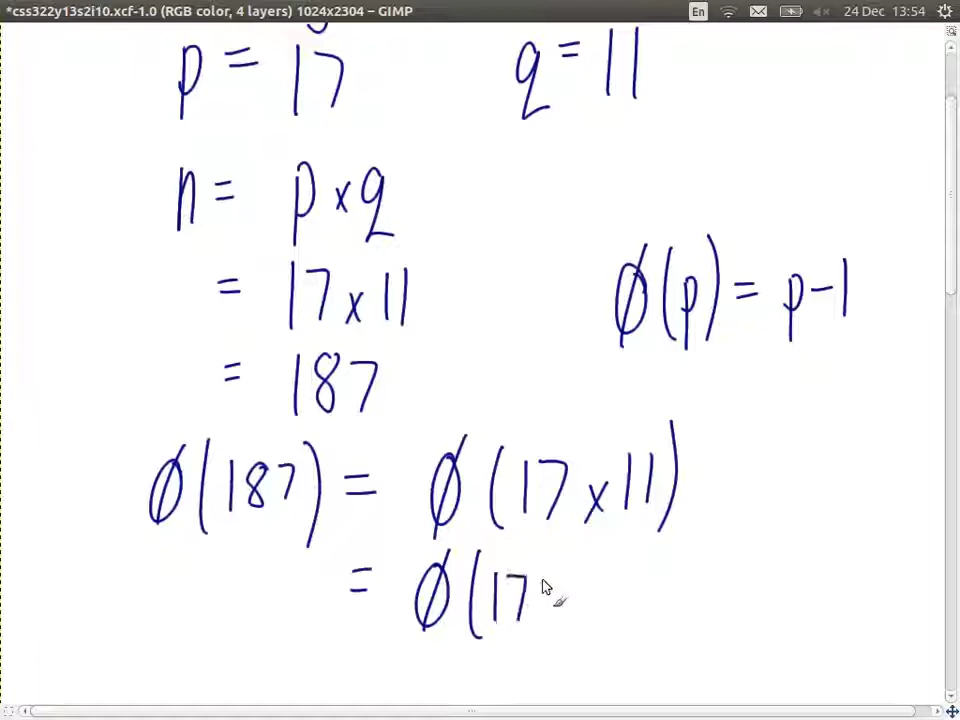 *css322y13s2i10.xcf-1.0 (RGB color, 4 layers) 1024x2304 – GIMP En 24 Dec 13:54
p = 17 q = 11
n = p x q
= 17 x 11
ø(p) = p-1
= 187
ø(187) = ø(17 x 11)
= ø(17